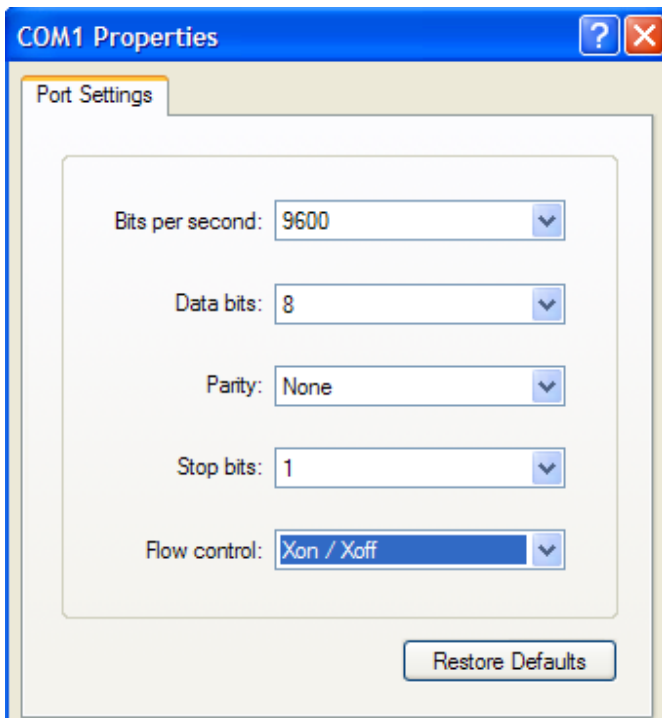 COM1 Properties
Port Settings
Bits per second: 9600
Data bits: 8
Parity: None
Stop bits: 1
Flow control: Xon / Xoff
Restore Defaults